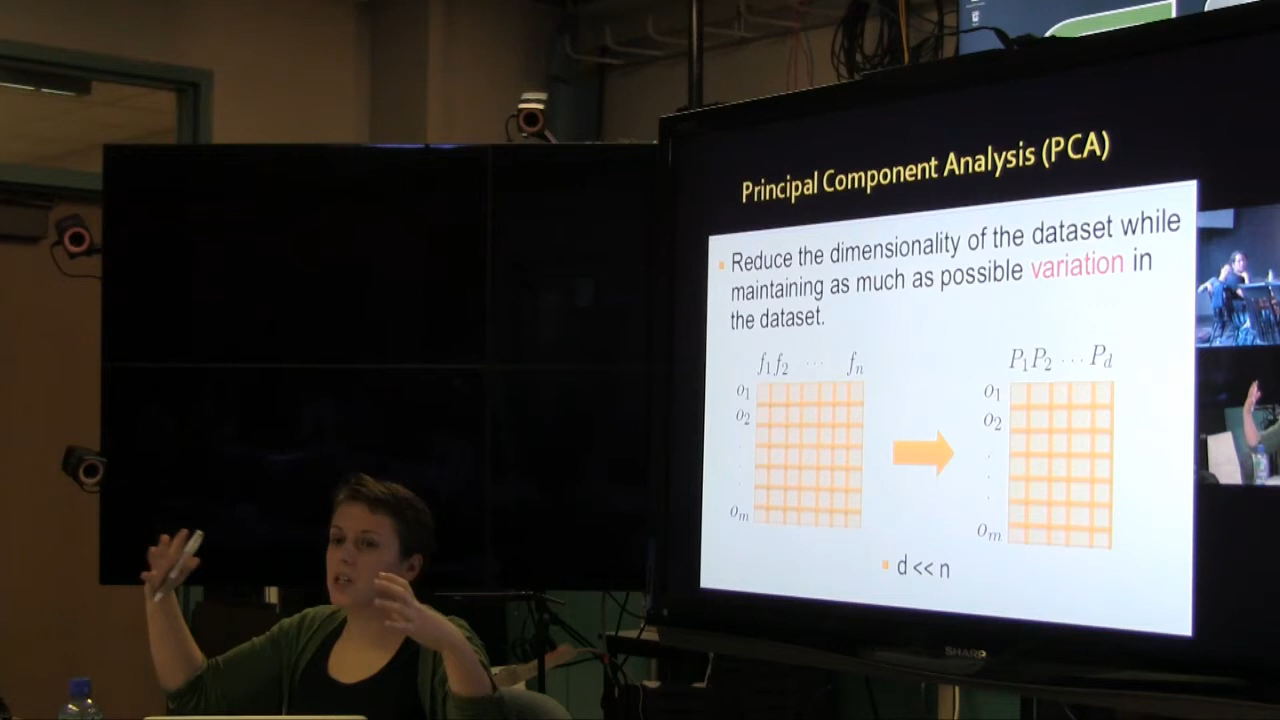 Principal Component Analysis (PCA)
Reduce the dimensionality of the dataset while
maintaining as much as possible variation in
the dataset.
f₁ f₂ ⋯ fₙ
P₁ P₂ ⋯ P_d
o₁
o₂
oₘ
o₁
o₂
oₘ
d << n
SHARP